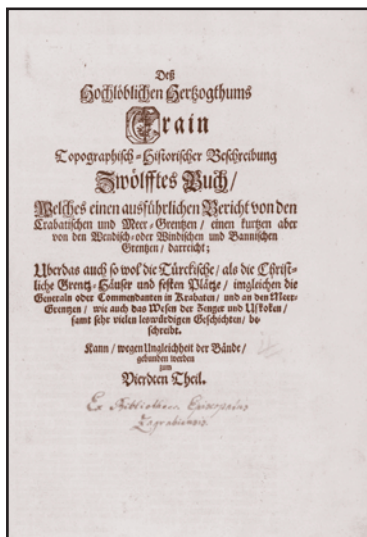 Deß
Hochlöblichen Hertzogthums
Crain
Topographisch-Historischer Beschreibung
Zwölfftes Buch/
Welches einen ausführlichen Bericht von den
Crabatischen und Meer-Grentzen/ einen kurtzen aber
von den Wendisch-oder Windischen und Bannischen
Grentzen/ darreicht;
Uberdas auch so wol die Türckische/ als die Christ-
liche Grentz-Häuser und festen Plätze/ imgleichen die
Generaln oder Commendanten in Krabaten/ und an den Meer-
Grentzen/ wie auch das Wesen der Zenger und Uskoken/
samt sehr vielen leswürdigen Geschichten/ be-
schreibt.
Kann/ wegen Ungleichheit der Bände/
gebunden werden
zum
Vierdten Theil.
Ex Bibliotheca Episcopatus
Zagrabiensis.